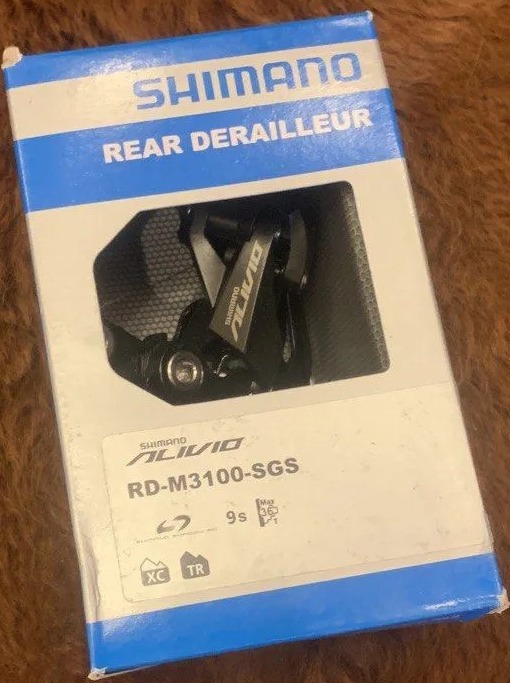 SHIMANO
REAR DERAILLEUR
SHIMANO
ALIVIO
SHIMANO
ALIVIO
RD-M3100-SGS
9s
Max
36
T
XC
TR